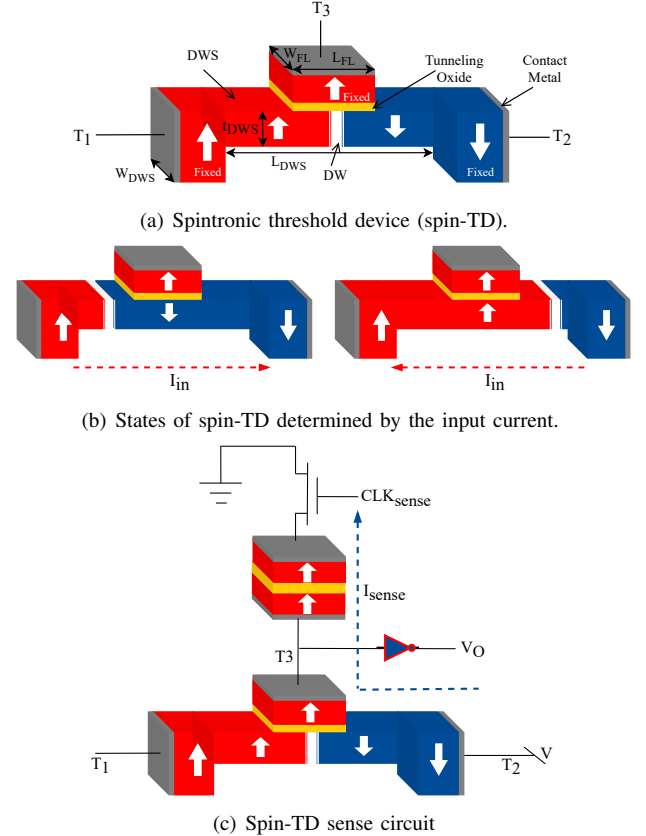 T3
DWS
WFL
LFL
Tunneling
Oxide
Contact
Metal
Fixed
T1
tDWS
T2
LDWS
DW
WDWS
Fixed
Fixed
(a) Spintronic threshold device (spin-TD).
Iin
Iin
(b) States of spin-TD determined by the input current.
CLKsense
Isense
T3
VO
T1
T2
V
(c) Spin-TD sense circuit